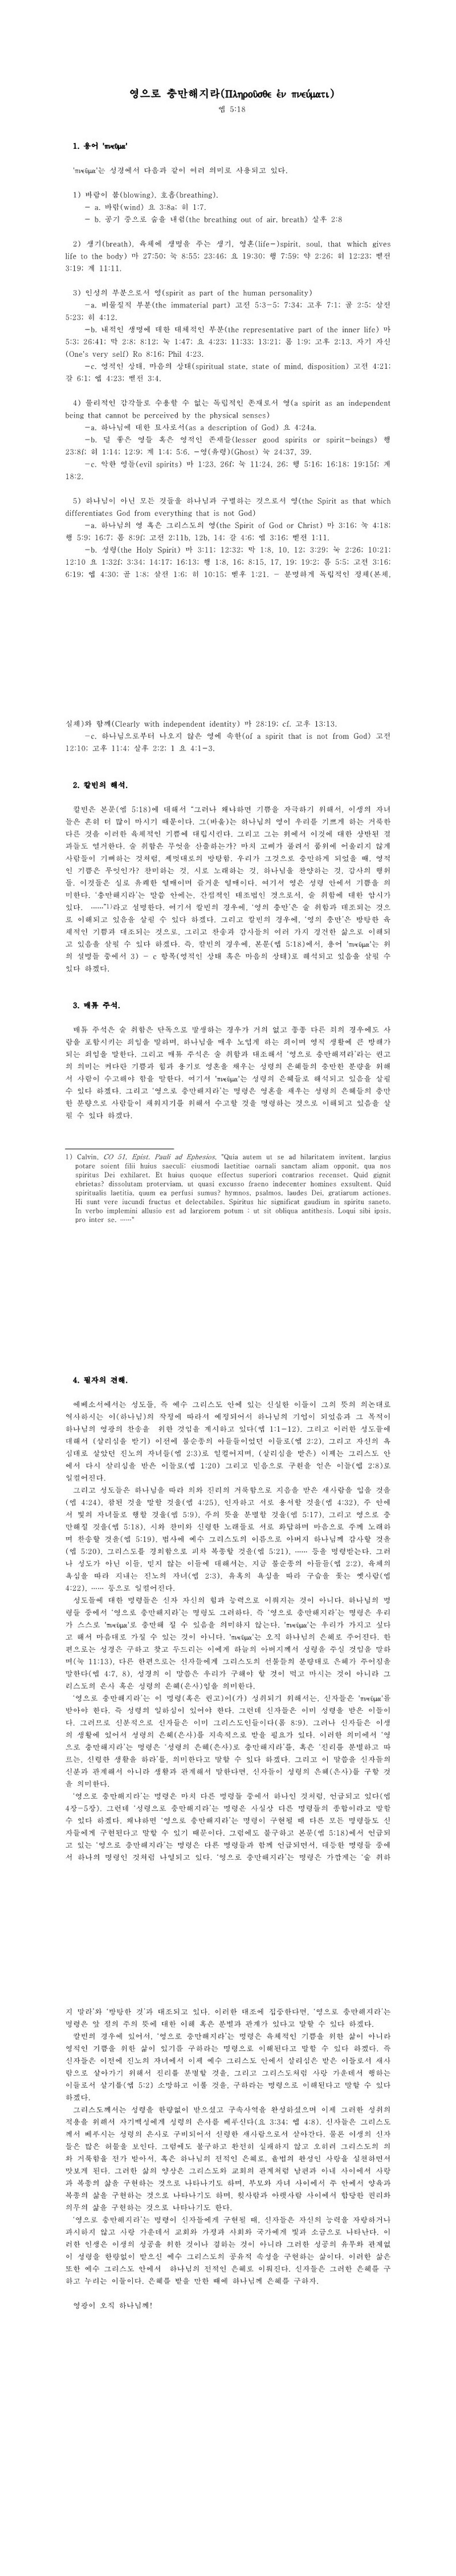 영으로 충만해지라(Πληροῦσθε ἐν πνεύματι)
엡 5:18
1. 용어 'πνεῦμα'
'πνεῦμα'는 성경에서 다음과 같이 여러 의미로 사용되고 있다.
1) 바람이 붊(blowing), 호흡(breathing).
- a. 바람(wind) 요 3:8a; 히 1:7.
- b. 공기 중으로 숨을 내쉼(the breathing out of air, breath) 살후 2:8
2) 생기(breath), 육체에 생명을 주는 생기, 영혼(life-)spirit, soul, that which gives
life to the body) 마 27:50; 눅 8:55; 23:46; 요 19:30; 행 7:59; 약 2:26; 히 12:23; 벧전
3:19; 계 11:11.
3) 인성의 부분으로서 영(spirit as part of the human personality)
-a. 비물질적 부분(the immaterial part) 고전 5:3-5; 7:34; 고후 7:1; 골 2:5; 살전
5:23; 히 4:12.
-b. 내적인 생명에 대한 대체적인 부분(the representative part of the inner life) 마
5:3; 26:41; 막 2:8; 8:12; 눅 1:47; 요 4:23; 11:33; 13:21; 롬 1:9; 고후 2:13, 자기 자신
(One's very self) Ro 8:16; Phil 4:23.
-c. 영적인 상태, 마음의 상태(spiritual state, state of mind, disposition) 고전 4:21;
갈 6:1; 엡 4:23; 벧전 3:4.
4) 물리적인 감각들로 수용할 수 없는 독립적인 존재로서 영(a spirit as an independent
being that cannot be perceived by the physical senses)
-a. 하나님에 대한 묘사로서(as a description of God) 요 4:24a.
-b. 덜 좋은 영들 혹은 영적인 존재들(lesser good spirits or spirit-beings) 행
23:8f; 히 1:14; 12:9; 계 1:4; 5:6. -영(유령)(Ghost) 눅 24:37, 39.
-c. 악한 영들(evil spirits) 마 1:23, 26f; 눅 11:24, 26; 행 5:16; 16:18; 19:15f; 계
18:2.
5) 하나님이 아닌 모든 것들을 하나님과 구별하는 것으로서 영(the Spirit as that which
differentiates God from everything that is not God)
-a. 하나님의 영 혹은 그리스도의 영(the Spirit of God or Christ) 마 3:16; 눅 4:18;
행 5:9; 16:7; 롬 8:9f; 고전 2:11b, 12b, 14; 갈 4:6; 엡 3:16; 벧전 1:11.
-b. 성령(the Holy Spirit) 마 3:11; 12:32; 막 1:8, 10, 12; 3:29; 눅 2:26; 10:21;
12:10 요 1:32f; 3:34; 14:17; 16:13; 행 1:8, 16; 8:15, 17, 19; 19:2; 롬 5:5; 고전 3:16;
6:19; 엡 4:30; 골 1:8; 살전 1:6; 히 10:15; 벧후 1:21. - 분명하게 독립적인 정체(본체,
실체)와 함께(Clearly with independent identity) 마 28:19; cf. 고후 13:13.
-c. 하나님으로부터 나오지 않은 영에 속한(of a spirit that is not from God) 고전
12:10; 고후 11:4; 살후 2:2; 1 요 4:1-3.
2. 칼빈의 해석.
칼빈은 본문(엡 5:18)에 대해서 "그러나 왜냐하면 기쁨을 자극하기 위해서, 이생의 자녀
들은 흔히 더 많이 마시기 때문이다. 그(바울)는 하나님의 영이 우리를 기쁘게 하는 거룩한
다른 것을 이러한 육체적인 기쁨에 대립시킨다. 그리고 그는 위에서 이것에 대한 상반된 결
과들도 열거한다. 술 취함은 무엇을 산출하는가? 마치 고삐가 풀려서 품위에 어울리지 않게
사람들이 기뻐하는 것처럼, 제멋대로의 방탕함. 우리가 그것으로 충만하게 되었을 때, 영적
인 기쁨은 무엇인가? 찬미하는 것, 시로 노래하는 것, 하나님을 찬양하는 것, 감사의 행위
들. 이것들은 실로 유쾌한 열매이며 즐거운 열매이다. 여기서 영은 성령 안에서 기쁨을 의
미한다. '충만해지라'는 말씀 안에는, 간접적인 대조법인 것으로서, 술 취함에 대한 암시가
있다. ......"1)라고 설명한다. 여기서 칼빈의 경우에, '영의 충만'은 술 취함과 대조되는 것으
로 이해되고 있음을 살필 수 있다 하겠다. 그리고 칼빈의 경우에, '영의 충만'은 방탕한 육
체적인 기쁨과 대조되는 것으로, 그리고 찬송과 감사들의 여러 가지 경건한 삶으로 이해되
고 있음을 살필 수 있다 하겠다. 즉, 칼빈의 경우에, 본문(엡 5:18)에서, 용어 'πνεῦμα'는 위
의 설명들 중에서 3) - c 항목(영적인 상태 혹은 마음의 상태)로 해석되고 있음을 살필 수
있다 하겠다.
3. 매튜 주석.
매튜 주석은 술 취함은 단독으로 발생하는 경우가 거의 없고 종종 다른 죄의 경우에도 사
람을 포함시키는 죄임을 말하며, 하나님을 매우 노엽게 하는 죄이며 영적 생활에 큰 방해가
되는 죄임을 말한다. 그리고 매튜 주석은 술 취함과 대조해서 '영으로 충만해져라'라는 권고
의 의미는 커다란 기쁨과 힘과 용기로 영혼을 채우는 성령의 은혜들의 충만한 분량을 위해
서 사람이 수고해야 함을 말한다. 여기서 'πνεῦμα'는 성령의 은혜들로 해석되고 있음을 살필
수 있다 하겠다. 그리고 '영으로 충만해지라'는 명령은 영혼을 채우는 성령의 은혜들의 충만
한 분량으로 사람들이 채워지기를 위해서 수고할 것을 명령하는 것으로 이해되고 있음을 살
필 수 있다 하겠다.
1) Calvin, CO 51, Epist. Pauli ad Ephesios, "Quia autem ut se ad hilaritatem invitent, largius
potare solent filii huius saeculi: eiusmodi laetitiae carnali sanctam aliam opponit, qua nos
spiritus Dei exhilaret. Et huius quoque effectus superiori contrarios recenset. Quid gignit
ebrietas? dissolutam proterviam, ut quasi excusso fraeno indecenter homines exsultent. Quid
spiritualis laetitia, quum ea perfusi sumus? hymnos, psalmos, landes Dei, gratiarum actiones.
Hi sunt vere iucundi fructus et delectabiles. Spiritus hic significat gaudium in spiritu saneto.
In verbo implemini allusio est ad largiorem potum : ut sit obliqua antithesis. Loqui sibi ipsis,
pro inter se. ......"
4. 필자의 견해.
에베소서에서는 성도들, 즉 예수 그리스도 안에 있는 신실한 이들이 그의 뜻의 의논대로
역사하시는 이(하나님)의 작정에 따라서 예정되어서 하나님의 기업이 되었음과 그 목적이
하나님의 영광의 찬송을 위한 것임을 제시하고 있다(엡 1:1-12). 그리고 이러한 성도들에
대해서 (살리심을 받기) 이전에 불순종의 아들들이었던 이들로(엡 2:2), 그리고 자신의 욕
심대로 살았던 진노의 자녀들(엡 2:3)로 일컬어지며, (살리심을 받은) 이제는 그리스도 안
에서 다시 살리심을 받은 이들로(1:20) 그리고 믿음으로 구원을 얻은 이들(엡 2:8)로
일컬어진다.
그리고 성도들은 하나님을 따라 의와 진리의 거룩함으로 지음을 받은 새사람을 입을 것을
(엡 4:24), 참된 것을 말할 것을(엡 4:25), 인자하고 서로 용서할 것을(엡 4:32), 주 안에
서 빛의 자녀들로 행할 것을(엡 5:9), 주의 뜻을 분별할 것을(엡 5:17), 그리고 영으로 충
만해질 것을(엡 5:18), 시와 찬미와 신령한 노래들로 서로 화답하며 마음으로 주께 노래하
며 찬송할 것을(엡 5:19), 범사에 예수 그리스도의 이름으로 아버지 하나님께 감사할 것을
(엡 5:20), 그리스도를 경외함으로 피차 복종할 것을(엡 5:21), ...... 등을 명령받는다. 그러
나 성도가 아닌 이들, 믿지 않는 이들에 대해서는, 지금 불순종의 아들들(엡 2:2), 육체의
욕심을 따라 지내는 진노의 자녀(엡 2:3), 유혹의 욕심을 따라 구습을 좇는 옛사람(엡
4:22), ...... 등으로 일컬어진다.
성도들에 대한 명령들은 신자 자신의 힘과 능력으로 이뤄지는 것이 아니다. 하나님의 명
령들 중에서 '영으로 충만해지라'는 명령도 그러하다. 즉 '영으로 충만해지라'는 명령은 우리
가 스스로 'πνεῦμα'로 충만해 질 수 있음을 의미하지 않는다. 'πνεῦμα'는 우리가 가지고 싶다
고 해서 마음대로 가질 수 있는 것이 아니다. 'πνεῦμα'는 오직 하나님의 은혜로 주어진다. 한
편으로는 성경은 구하고 찾고 두드리는 이에게 하늘의 아버지께서 성령을 주실 것임을 말하
며(눅 11:13), 다른 한편으로는 신자들에게 그리스도의 선물들의 분량대로 은혜가 주어짐을
말한다(엡 4:7, 8). 성경의 이 말씀은 우리가 구해야 할 것이 먹고 마시는 것이 아니라 그
리스도의 은사 혹은 성령의 은혜(은사)임을 의미한다.
'영으로 충만해지라'는 이 명령(혹은 권고)이(가) 성취되기 위해서는, 신자들은 'πνεῦμα'를
받아야 한다. 즉 성령의 임하심이 있어야 한다. 그런데 신자들은 이미 성령을 받은 이들이
다. 그러므로 신분적으로 신자들은 이미 그리스도인들이다(롬 8:9). 그러나 신자들은 이생
의 생활에 있어서 성령의 은혜(은사)를 지속적으로 받을 필요가 있다. 이러한 의미에서 '영
으로 충만해지라'는 명령은 '성령의 은혜(은사)로 충만해지라'를, 혹은 '진리를 분별하고 따
르는, 신령한 생활을 하라'를, 의미한다고 말할 수 있다 하겠다. 그리고 이 말씀을 신자들의
신분과 관계해서 아니라 생활과 관계해서 말한다면, 신자들이 성령의 은혜(은사)를 구할 것
을 의미한다.
'영으로 충만해지라'는 명령은 마치 다른 명령들 중에서 하나인 것처럼, 언급되고 있다(엡
4장-5장). 그런데 '성령으로 충만해지라'는 명령은 사실상 다른 명령들의 종합이라고 말할
수 있다 하겠다. 왜냐하면 '영으로 충만해지라'는 명령이 구현될 때 다른 모든 명령들도 신
자들에게 구현된다고 말할 수 있기 때문이다. 그럼에도 불구하고 본문(엡 5:18)에서 언급되
고 있는 '영으로 충만해지라'는 명령은 다른 명령들과 함께 언급되면서, 대등한 명령들 중에
서 하나의 명령인 것처럼 나열되고 있다. '영으로 충만해지라'는 명령은 가깝게는 '술 취하
지 말라'와 '방탕한 것'과 대조되고 있다. 이러한 대조에 집중한다면, '영으로 충만해지라'는
명령은 앞 절의 주의 뜻에 대한 이해 혹은 분별과 관계가 있다고 말할 수 있다 하겠다.
칼빈의 경우에 있어서, '영으로 충만해지라'는 명령은 육체적인 기쁨을 위한 삶이 아니라
영적인 기쁨을 위한 삶이 있기를 구하라는 명령으로 이해된다고 말할 수 있다 하겠다. 즉
신자들은 이전에 진노의 자녀에서 이제 예수 그리스도 안에서 살리심은 받은 이들로서 새사
람으로 살아가기 위해서 진리를 분별할 것을, 그리고 그리스도처럼 사랑 가운데서 행하는
이들로서 살기를(엡 5:2) 소망하고 이룰 것을, 구하라는 명령으로 이해된다고 말할 수 있다
하겠다.
그리스도께서는 성령을 한량없이 받으셨고 구속사역을 완성하셨으며 이제 그러한 성취의
적용을 위해서 자기백성에게 성령의 은사를 베푸신다(요 3:34; 엡 4:8). 신자들은 그리스도
께서 베푸시는 성령의 은사로 구비되어서 신령한 새사람으로서 살아간다. 물론 이생의 신자
들은 많은 허물을 보인다. 그럼에도 불구하고 완전히 실패하지 않고 오히려 그리스도의 의
와 거룩함을 전가 받아서, 혹은 하나님의 전적인 은혜로, 율법의 완성인 사랑을 실천하면서
맛보게 된다. 그러한 삶의 양상은 그리스도와 교회의 관계처럼 남편과 아내 사이에서 사랑
과 복종의 삶을 구현하는 것으로 나타나기도 하며, 부모와 자녀 사이에서 주 안에서 양육과
복종의 삶을 구현하는 것으로 나타나기도 하며, 윗사람과 아랫사람 사이에서 합당한 권리와
의무의 삶을 구현하는 것으로 나타나기도 한다.
'영으로 충만해지라'는 명령이 신자들에게 구현될 때, 신자들은 자신의 능력을 자랑하거나
과시하지 않고 사랑 가운데서 교회와 가정과 사회와 국가에게 빛과 소금으로 나타난다. 이
러한 인생은 이생의 성공을 위한 것이나 겸하는 것이 아니라 그러한 성공의 유무와 관계없
이 성령을 한량없이 받으신 예수 그리스도의 공유적 속성을 구현하는 삶이다. 이러한 삶은
또한 예수 그리스도 안에서 하나님의 전적인 은혜로 이뤄진다. 신자들은 그러한 은혜를 구
하고 누리는 이들이다. 은혜를 받을 만한 때에 하나님께 은혜를 구하자.
영광이 오직 하나님께!